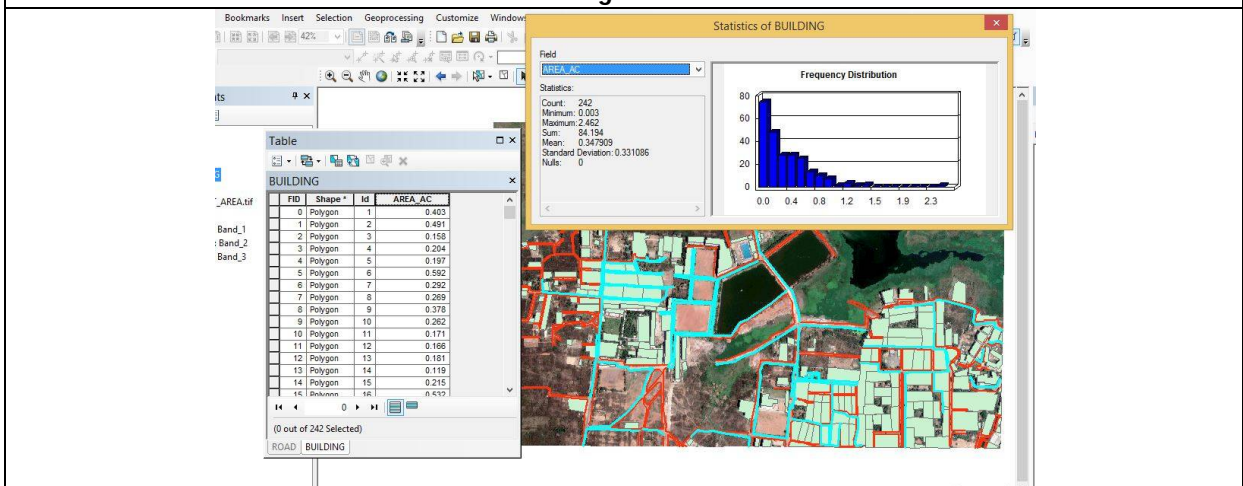 Bookmarks Insert Selection Geoprocessing Customize Windows
42%
Statistics of BUILDING
Field
AREA_AC
Statistics:
Count: 242
Minimum: 0.003
Maximum: 2.462
Sum: 84.194
Mean: 0.347909
Standard Deviation: 0.331086
Nulls: 0
Frequency Distribution
80
60
40
20
0
0.0 0.4 0.8 1.2 1.5 1.9 2.3
_AREA.tif
Band_1
: Band_2
Band_3
Table
BUILDING
FID Shape * Id AREA_AC
0 Polygon 1 0.403
1 Polygon 2 0.491
2 Polygon 3 0.158
3 Polygon 4 0.204
4 Polygon 5 0.197
5 Polygon 6 0.592
6 Polygon 7 0.292
7 Polygon 8 0.269
8 Polygon 9 0.378
9 Polygon 10 0.262
10 Polygon 11 0.171
11 Polygon 12 0.166
12 Polygon 13 0.181
13 Polygon 14 0.119
14 Polygon 15 0.215
15 Polygon 16 0.532
0
(0 out of 242 Selected)
ROAD BUILDING